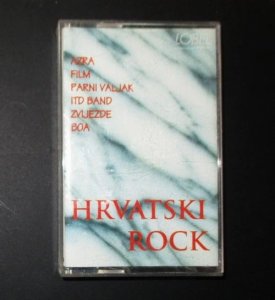 AZRA
FILM
PARNI VALJAK
ITD BAND
ZVIJEZDE
BOA
HRVATSKI
ROCK